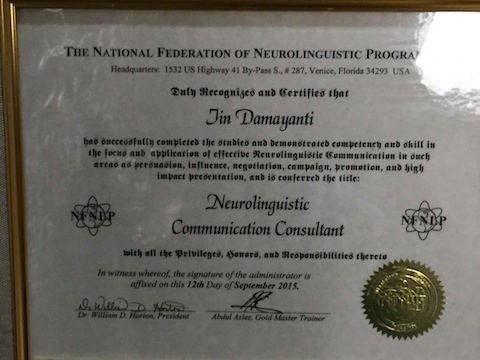 THE NATIONAL FEDERATION OF NEUROLINGUISTIC PROGRA
Headquarters: 1532 US Highway 41 By-Pass S., # 287, Venice, Florida 34293 USA
Duly Recognizes and Certifies that
Iin Damayanti
has successfully completed the studies and demonstrated competency and skill in
the focus and application of effective Neurolinguistic Communication in such
areas as persuasion, influence, negotiation, campaign, promotion, and high
impact presentation, and is conferred the title:
Neurolinguistic
Communication Consultant
NFNLP
NFNLP
with all the Privileges, Honors, and Responsibilities thereto
In witness whereof, the signature of the administrator is
affixed on this 12th Day of September 2015.
Dr. William D. Horton
Dr. William D. Horton, President
Abdul Aziez, Gold Master Trainer